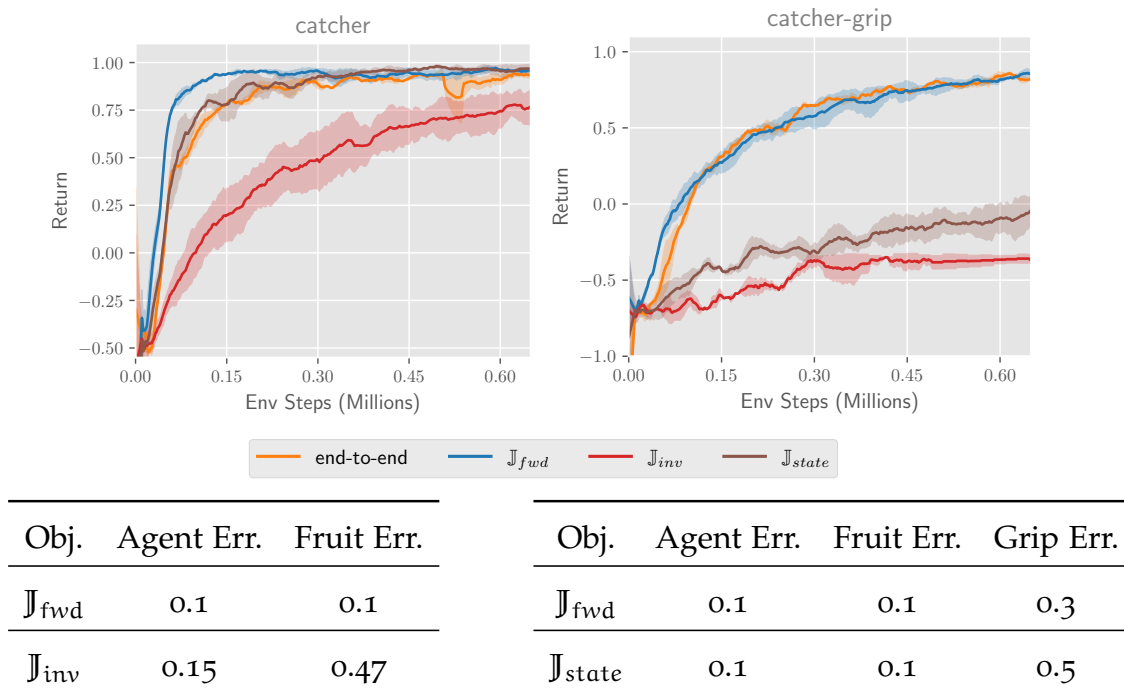 catcher
1.00
0.75
0.50
0.25
0.00
−0.25
−0.50
Return
0.00 0.15 0.30 0.45 0.60
Env Steps (Millions)
catcher-grip
1.0
0.5
0.0
−0.5
−1.0
Return
0.00 0.15 0.30 0.45 0.60
Env Steps (Millions)
end-to-end 𝕁fwd 𝕁inv 𝕁state
Obj. Agent Err. Fruit Err.
𝕁fwd 0.1 0.1
𝕁inv 0.15 0.47
Obj. Agent Err. Fruit Err. Grip Err.
𝕁fwd 0.1 0.1 0.3
𝕁state 0.1 0.1 0.5